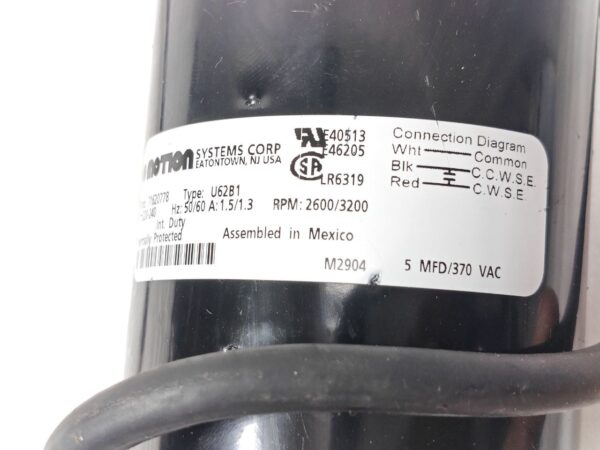 MOTION SYSTEMS CORP
EATONTOWN, NJ USA
Type: U62B1
Hz: 50/60 A: 1.5/1.3 RPM: 2600/3200
Int. Duty
Protected Assembled in Mexico
M2904 5 MFD/370 VAC
E40513
E46205
LR6319
Connection Diagram
Wht Common
Blk C.C.W.S.E.
Red C.W.S.E